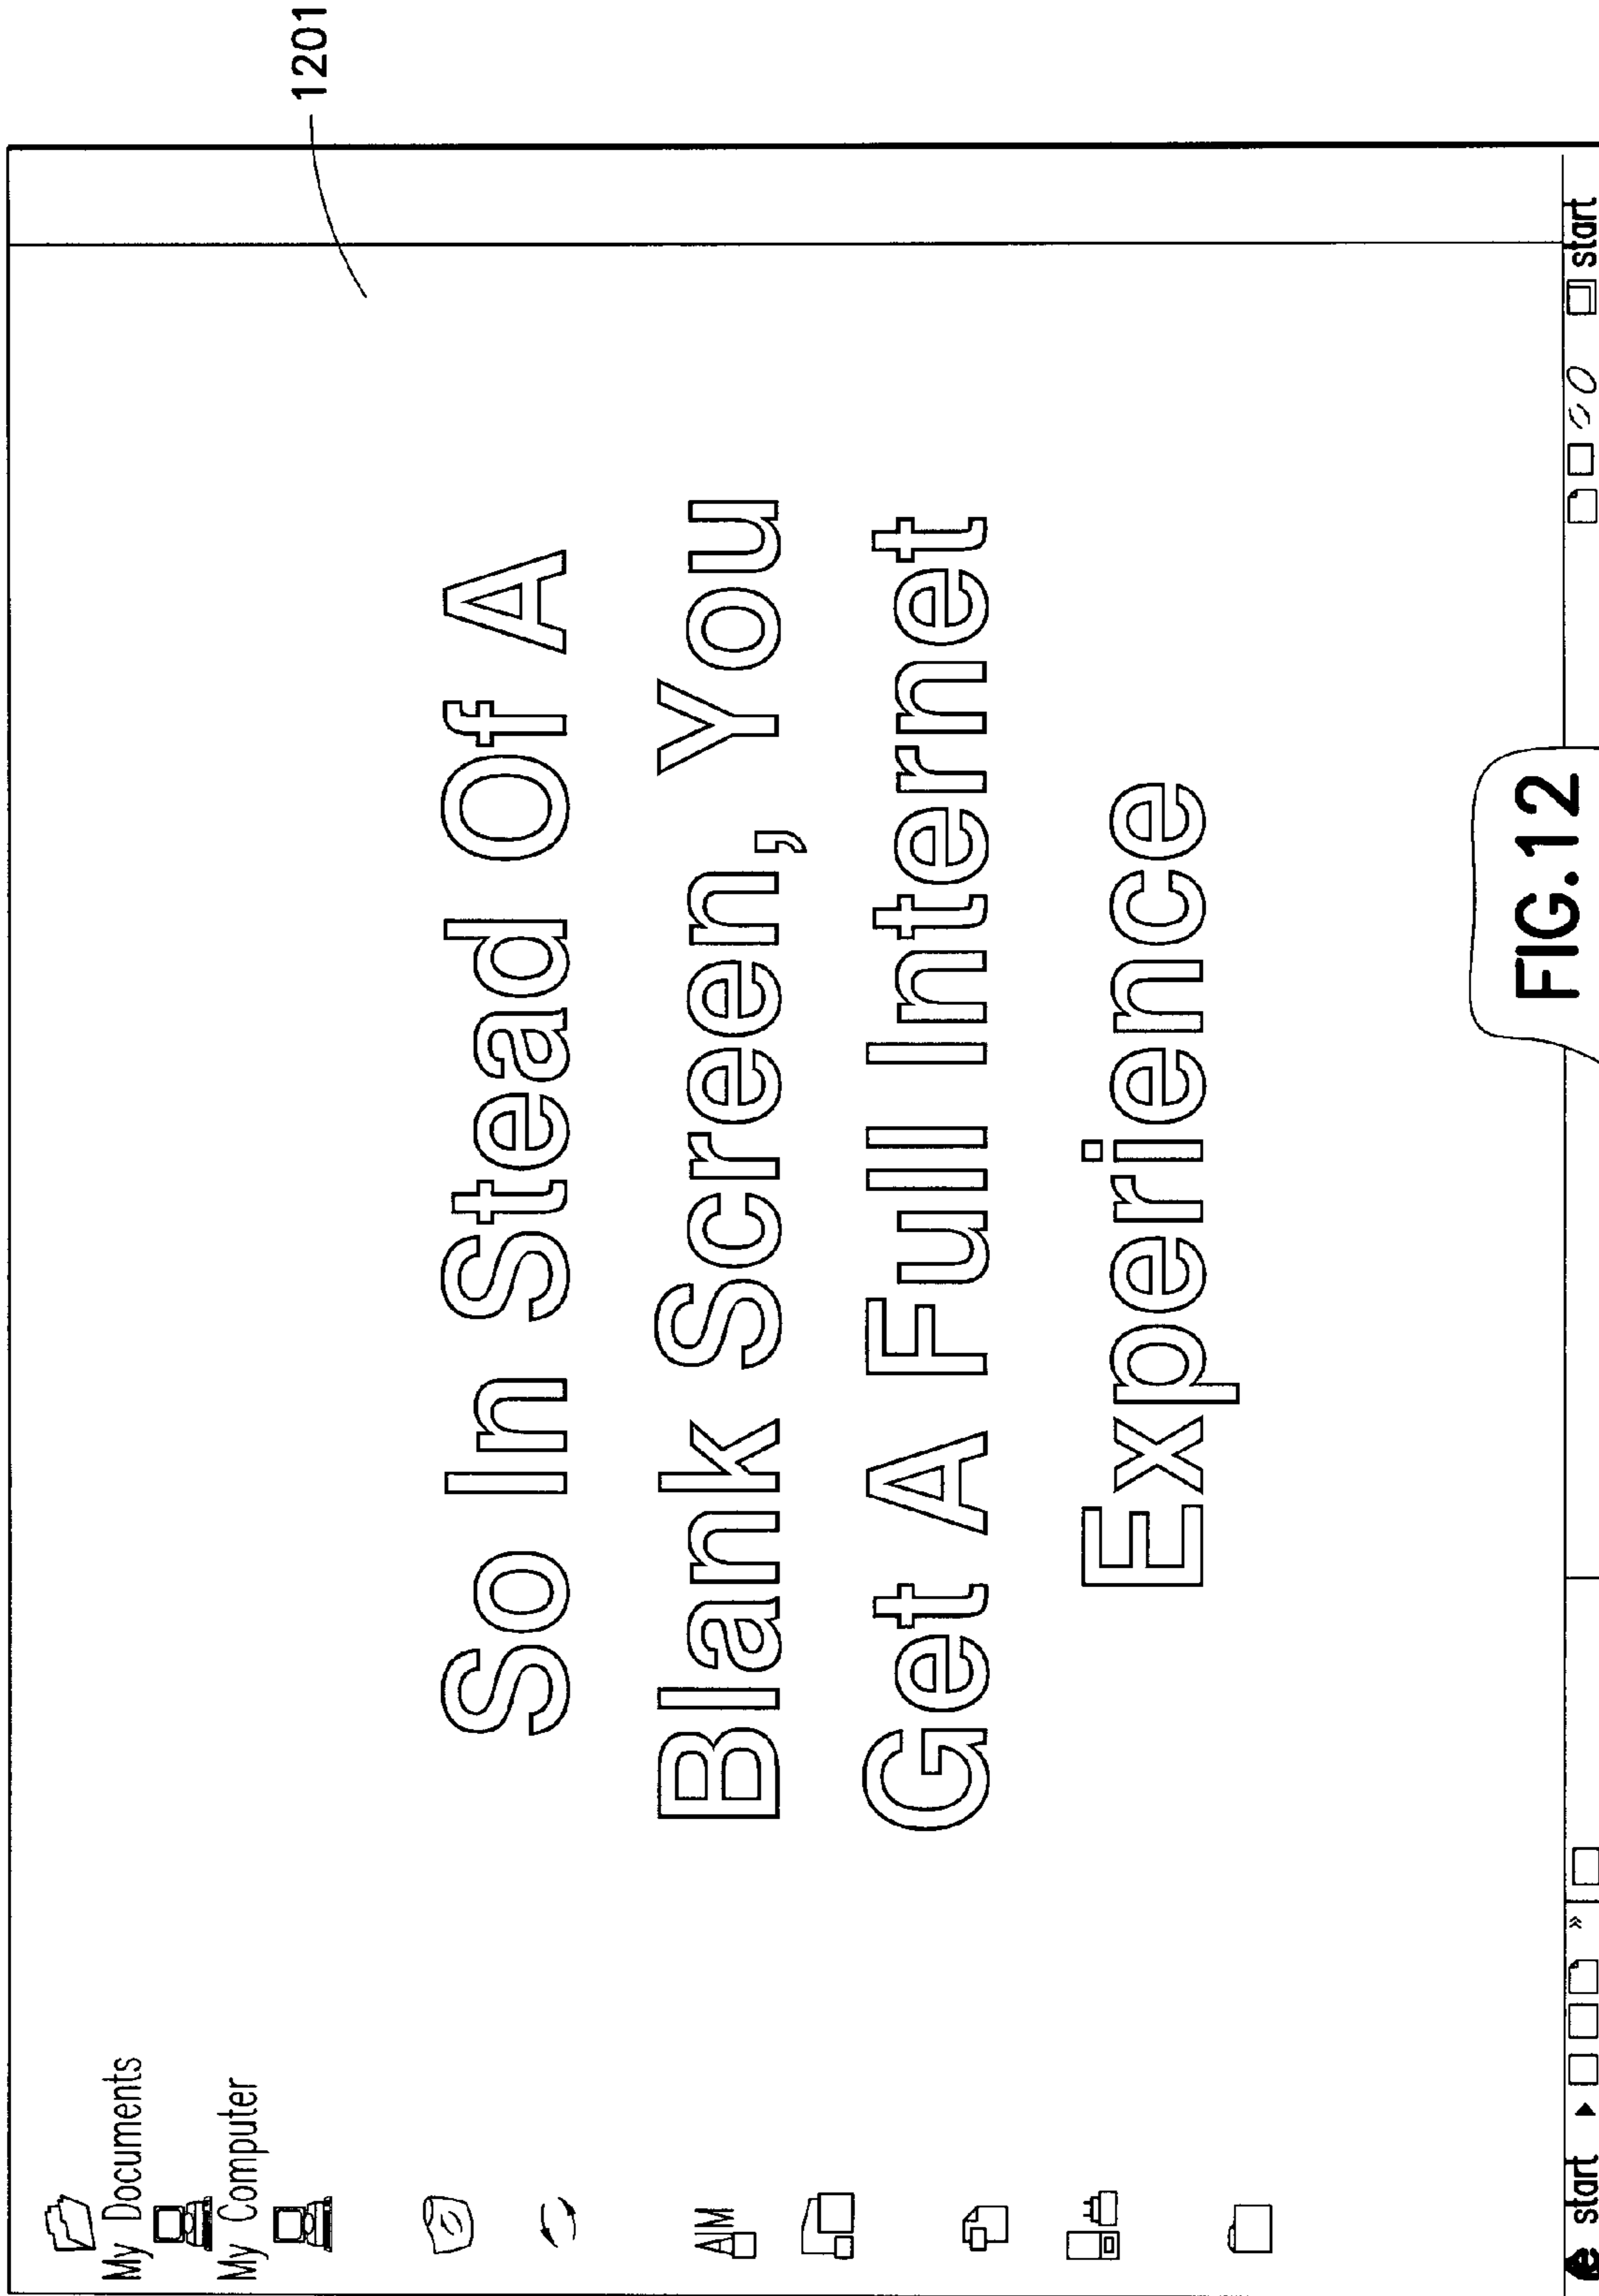 1201
My Documents
My Computer
AIM
So In Stead Of A
Blank Screen, You
Get A Full Internet
Experience
start » start
FIG. 12